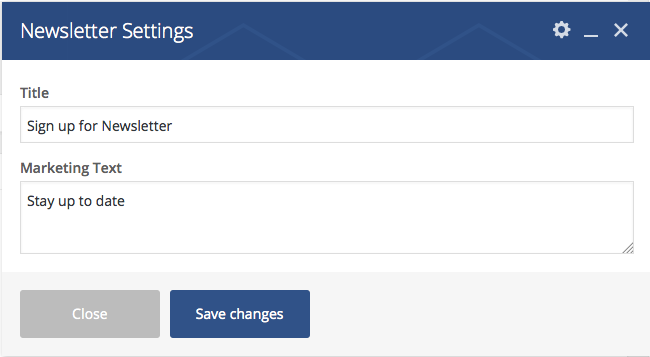 Newsletter Settings
Title
Sign up for Newsletter
Marketing Text
Stay up to date
Close
Save changes